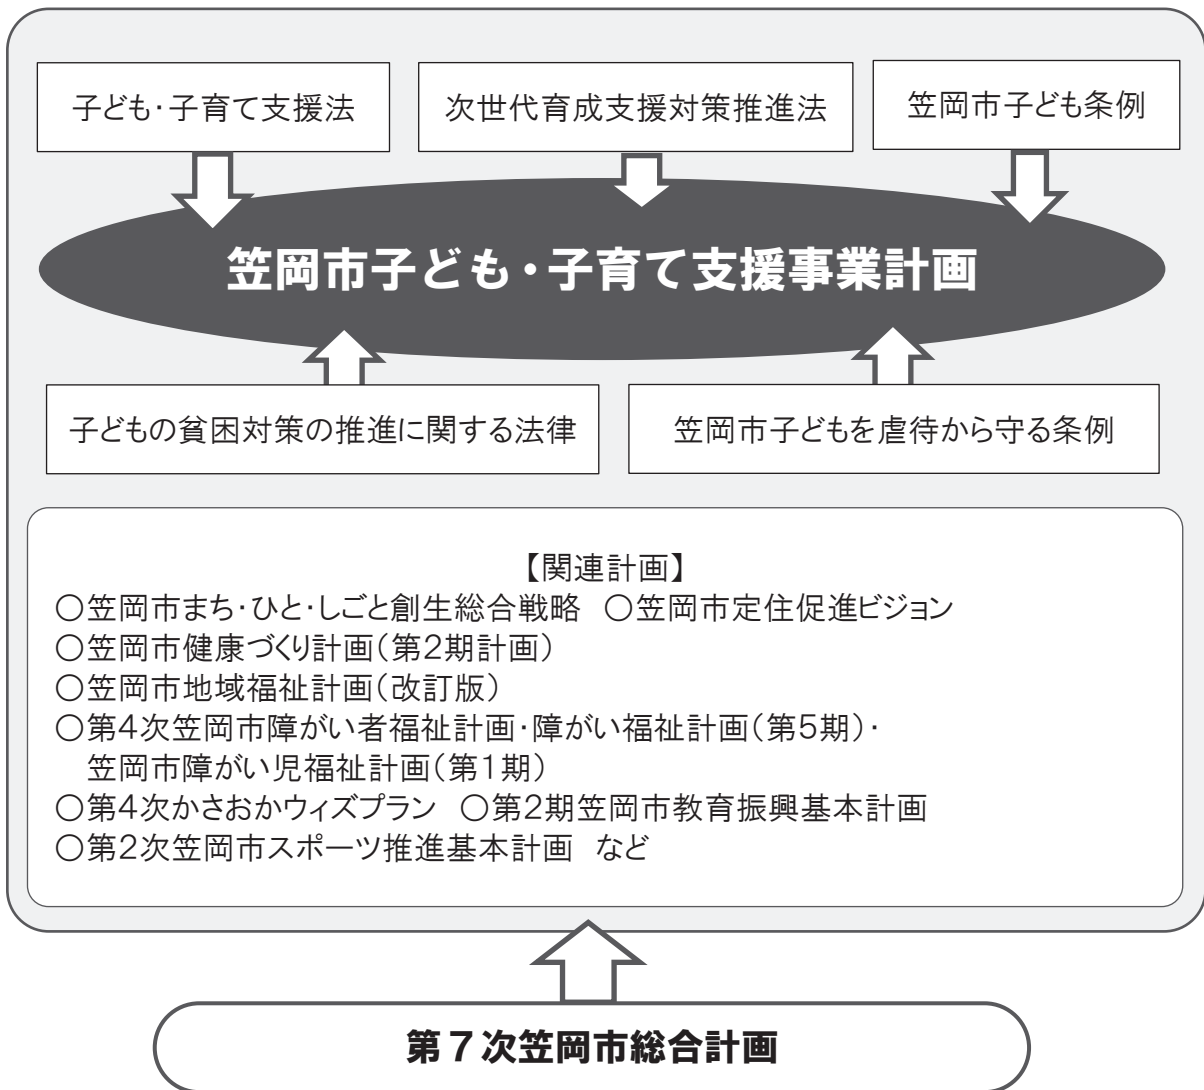 子ども・子育て支援法
次世代育成支援対策推進法
笠岡市子ども条例
笠岡市子ども・子育て支援事業計画
子どもの貧困対策の推進に関する法律
笠岡市子どもを虐待から守る条例
【関連計画】
○笠岡市まち・ひと・しごと創生総合戦略　○笠岡市定住促進ビジョン
○笠岡市健康づくり計画(第2期計画)
○笠岡市地域福祉計画(改訂版)
○第4次笠岡市障がい者福祉計画・障がい福祉計画(第5期)・
笠岡市障がい児福祉計画(第1期)
○第4次かさおかウィズプラン　○第2期笠岡市教育振興基本計画
○第2次笠岡市スポーツ推進基本計画　など
第7次笠岡市総合計画